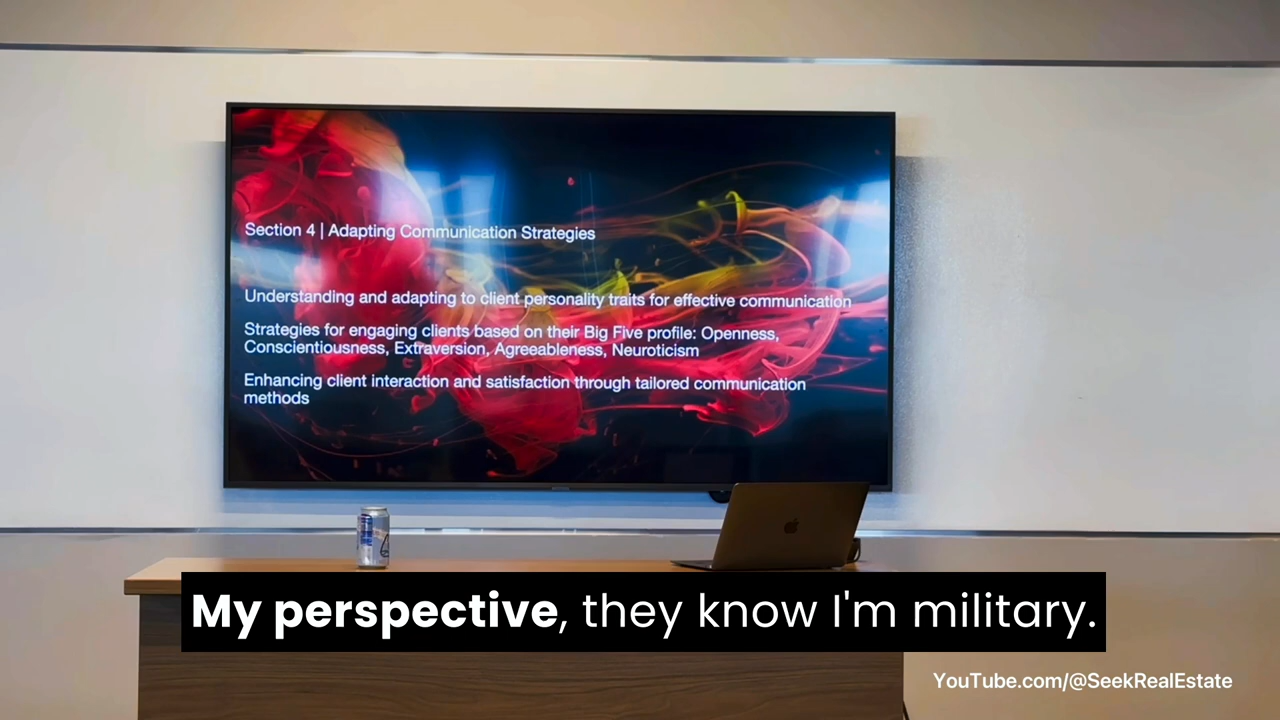 Section 4 | Adapting Communication Strategies
Understanding and adapting to client personality traits for effective communication
Strategies for engaging clients based on their Big Five profile: Openness,
Conscientiousness, Extraversion, Agreeableness, Neuroticism
Enhancing client interaction and satisfaction through tailored communication
methods
My perspective, they know I'm military.
YouTube.com/@SeekRealEstate